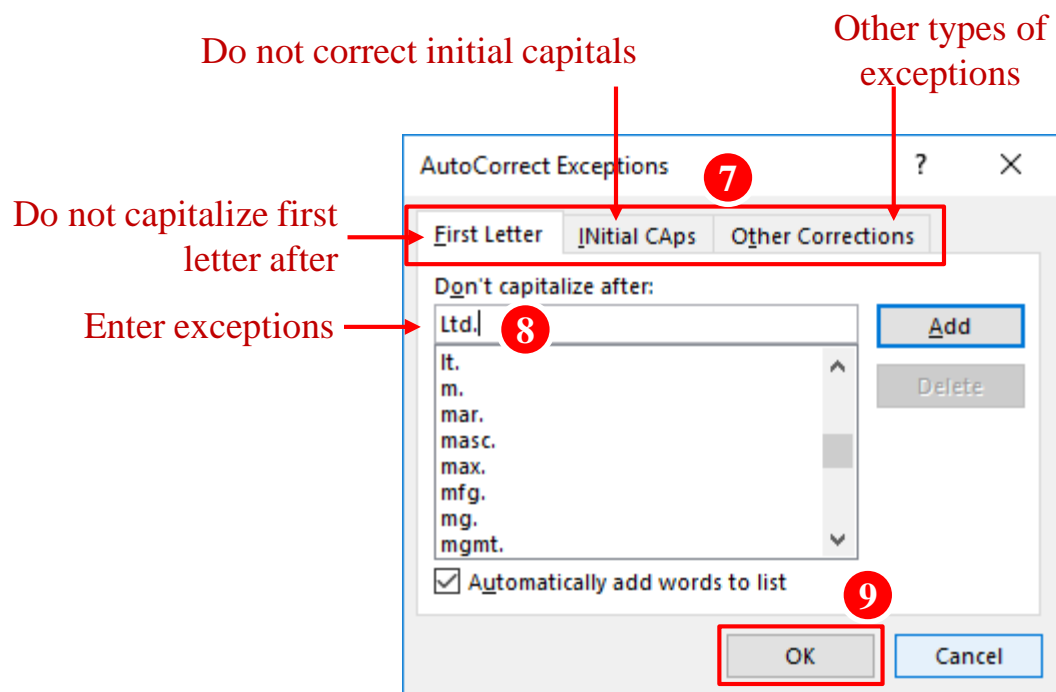 Do not correct initial capitals
Other types of
exceptions
AutoCorrect Exceptions
?
7
Do not capitalize first
letter after
First Letter
INitial CAps
Other Corrections
Don't capitalize after:
Enter exceptions
Ltd.
8
Add
lt.
m.
Delete
mar.
masc.
max.
mfg.
mg.
mgmt.
Automatically add words to list
9
OK
Cancel